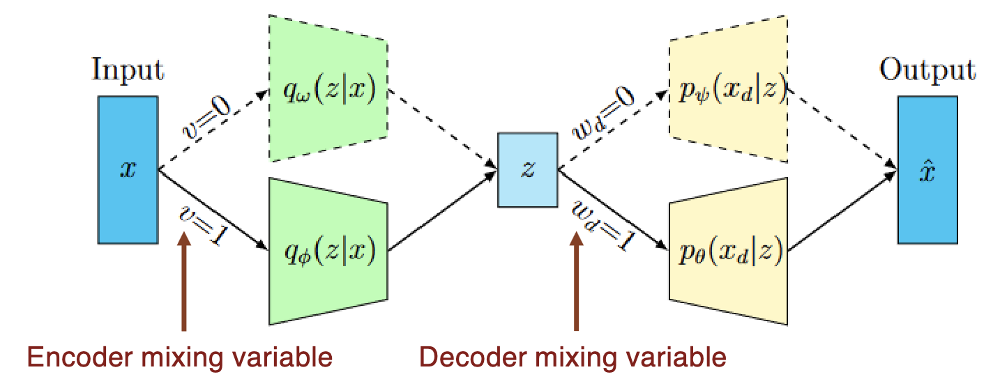 Input
x
v=0
v=1
q_ω(z|x)
q_ϕ(z|x)
z
w_d=0
w_d=1
p_ψ(x_d|z)
p_θ(x_d|z)
Output
x̂
Encoder mixing variable
Decoder mixing variable